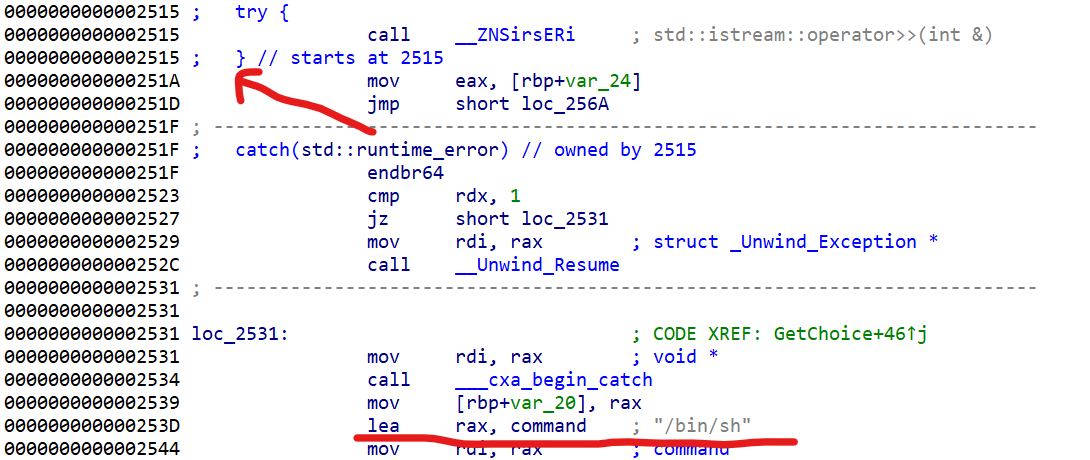 0000000000002515 ;   try {
0000000000002515                 call    __ZNSirsERi     ; std::istream::operator>>(int &)
0000000000002515 ;   } // starts at 2515
000000000000251A                 mov     eax, [rbp+var_24]
000000000000251D                 jmp     short loc_256A
000000000000251F ; ---------------------------------------------------------------------------
000000000000251F ;   catch(std::runtime_error) // owned by 2515
000000000000251F                 endbr64
0000000000002523                 cmp     rdx, 1
0000000000002527                 jz      short loc_2531
0000000000002529                 mov     rdi, rax        ; struct _Unwind_Exception *
000000000000252C                 call    __Unwind_Resume
0000000000002531 ; ---------------------------------------------------------------------------
0000000000002531
0000000000002531 loc_2531:                               ; CODE XREF: GetChoice+46↑j
0000000000002531                 mov     rdi, rax        ; void *
0000000000002534                 call    ___cxa_begin_catch
0000000000002539                 mov     [rbp+var_20], rax
000000000000253D                 lea     rax, command    ; "/bin/sh"
0000000000002544                 mov     rdi, rax        ; command